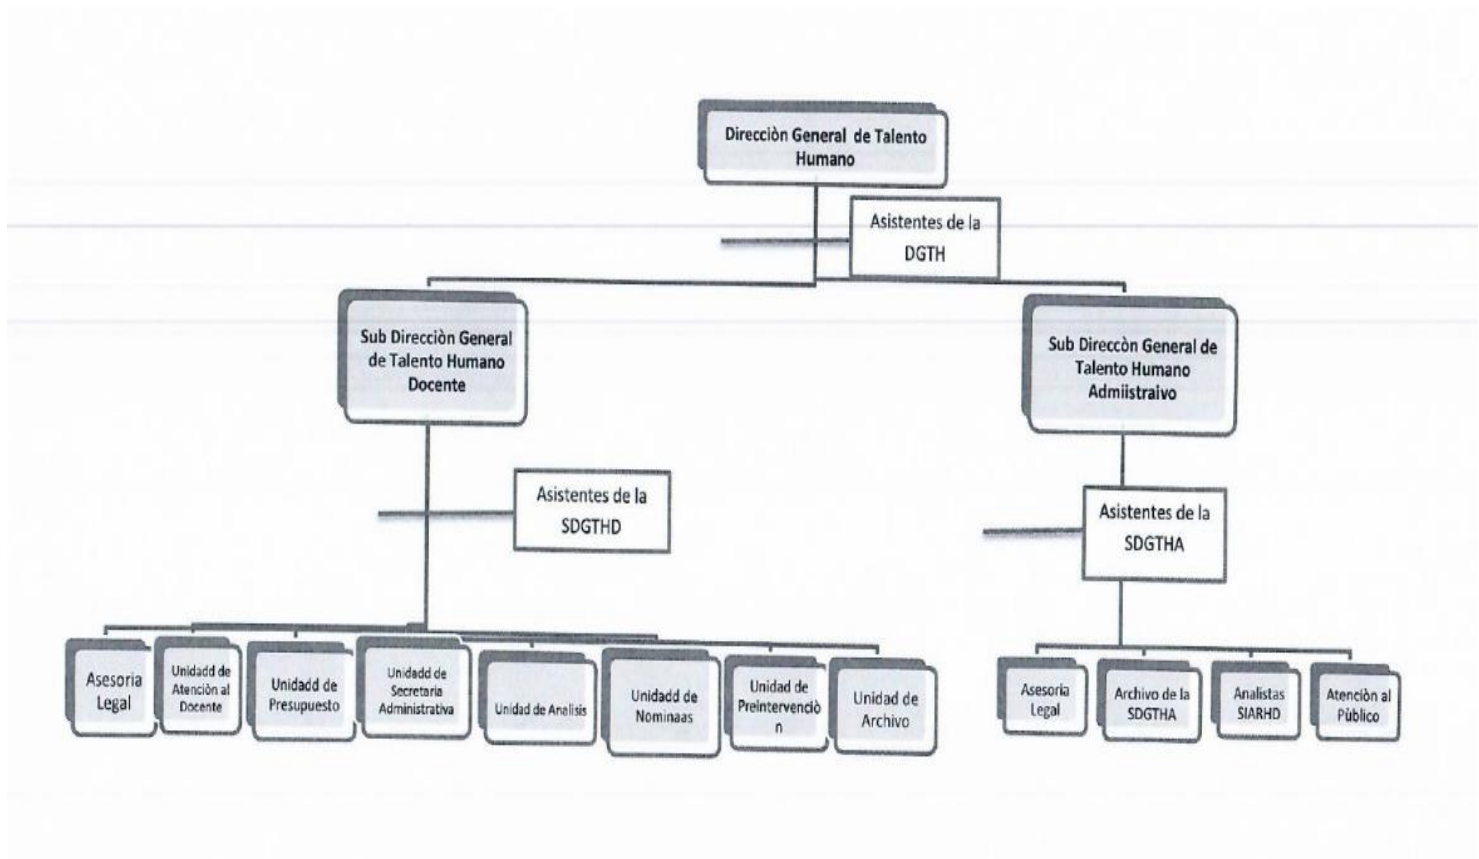 Direcciòn General de Talento
Humano
Asistentes de la
DGTH
Sub Direcciòn General
de Talento Humano
Docente
Sub Direccòn General de
Talento Humano
Admiistraivo
Asistentes de la
SDGTHD
Asistentes de la
SDGTHA
Asesoria
Legal
Unidadd de
Atenciòn al
Docente
Unidadd de
Presupuesto
Unidadd de
Secretaria
Administrativa
Unidad de Analisis
Unidadd de
Nominaas
Unidad de
Preintervenciò
n
Unidad de
Archivo
Asesoria
Legal
Archivo de la
SDGTHA
Analistas
SIARHD
Atenciòn al
Pùblico